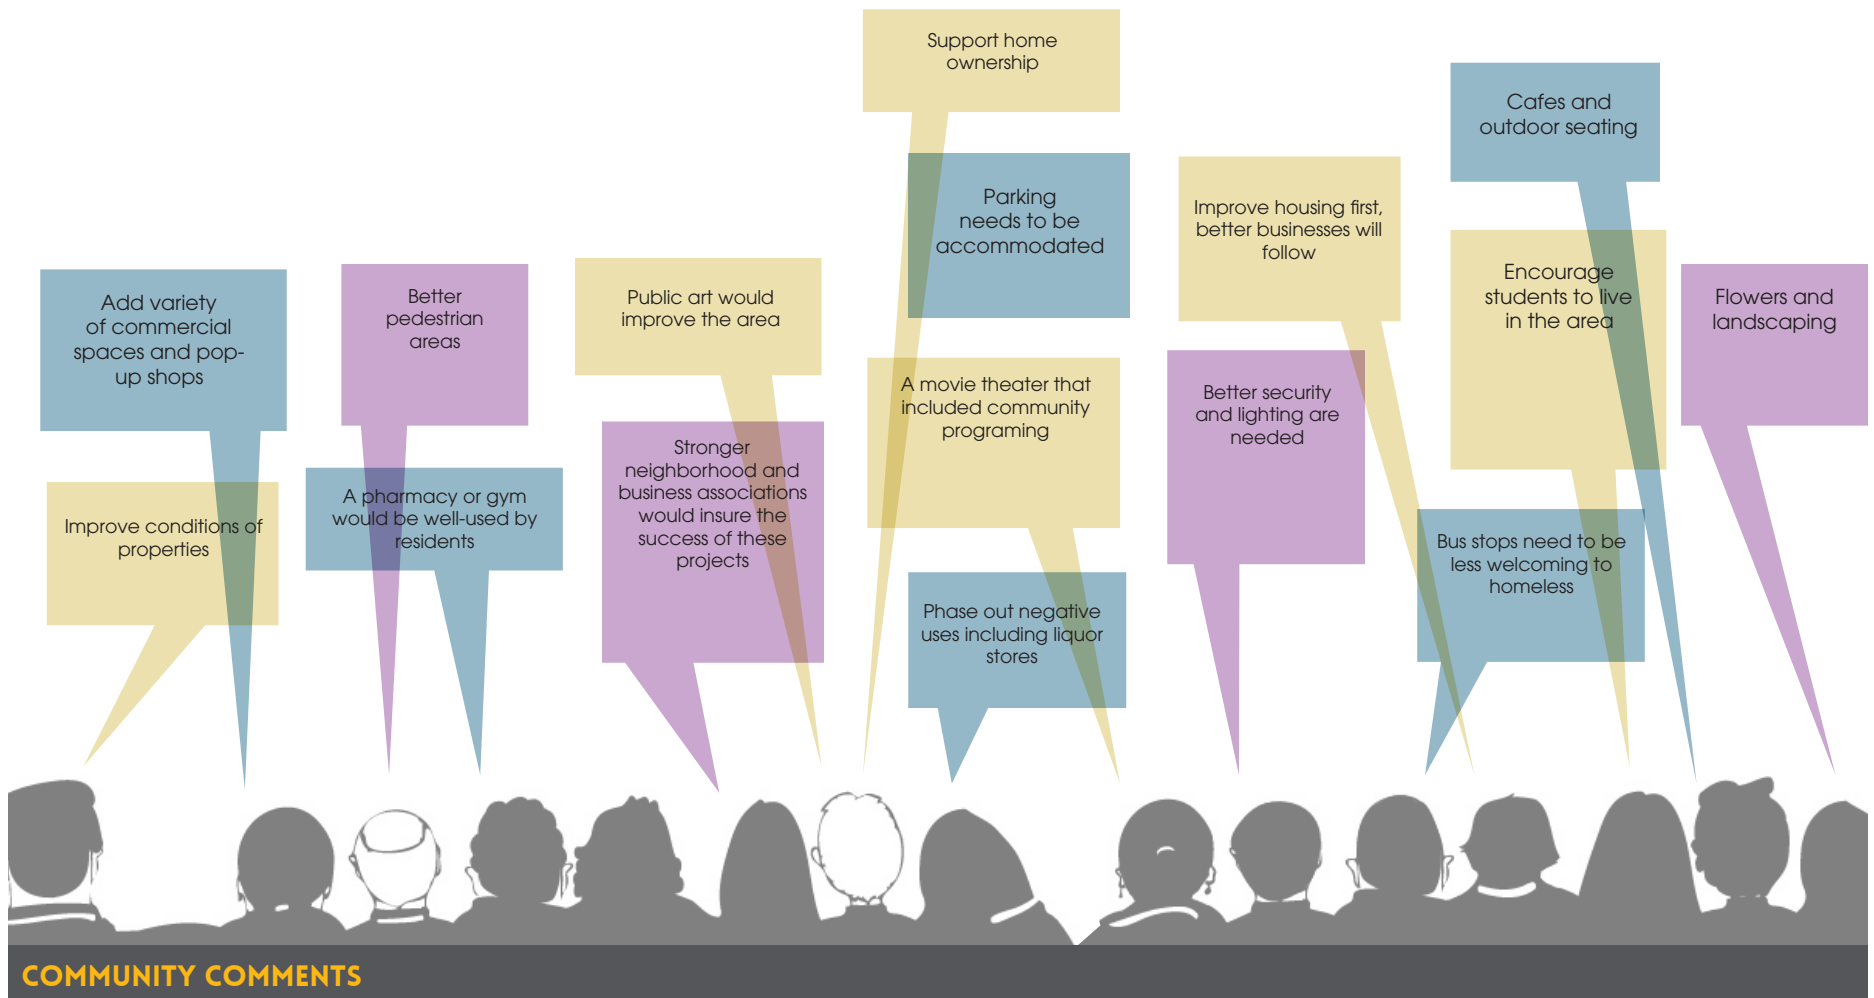 Support home
ownership
Cafes and
outdoor seating
Parking
needs to be
accommodated
Improve housing first,
better businesses will
follow
Encourage
students to live
in the area
Flowers and
landscaping
Add variety
of commercial
spaces and pop-
up shops
Better
pedestrian
areas
Public art would
improve the area
A movie theater that
included community
programing
Better security
and lighting are
needed
Stronger
neighborhood and
business associations
would insure the
success of these
projects
Improve conditions of
properties
A pharmacy or gym
would be well-used by
residents
Bus stops need to be
less welcoming to
homeless
Phase out negative
uses including liquor
stores
COMMUNITY COMMENTS